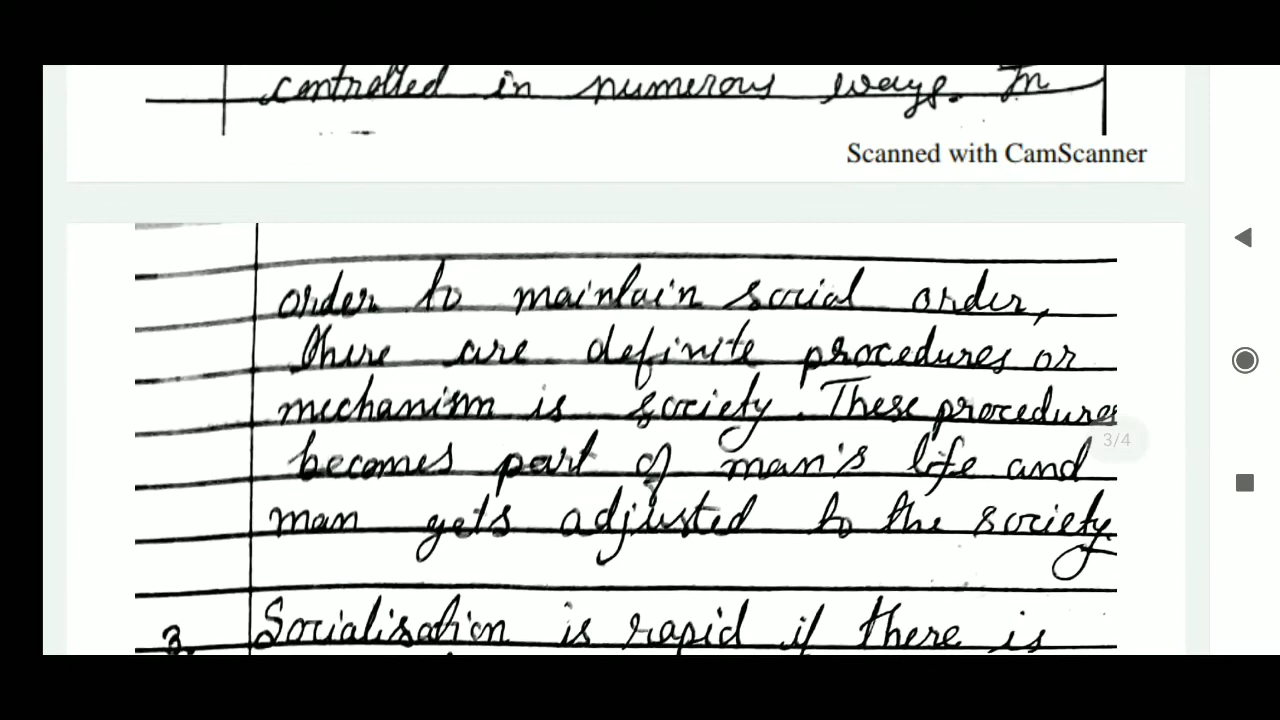 controlled in numerous ways. In
Scanned with CamScanner
order to maintain social order,
there are definite procedures or
mechanism is society. These procedures
3/4
becomes part of man's life and
man gets adjusted to the society.
3. Socialisation is rapid if there is